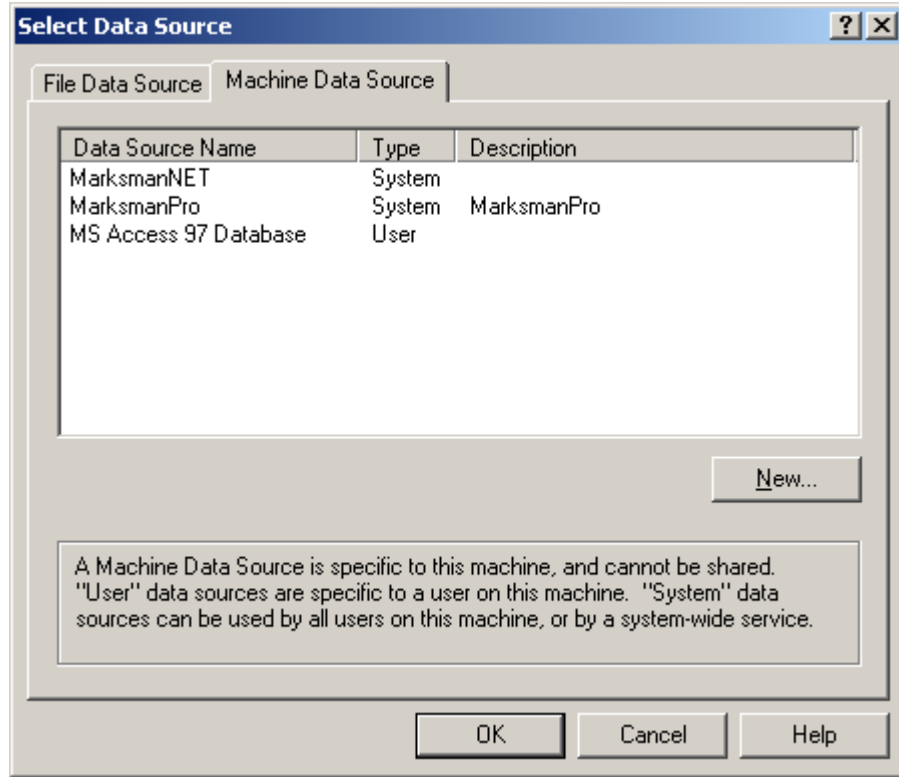 Select Data Source
File Data Source Machine Data Source
Data Source Name Type Description
MarksmanNET System
MarksmanPro System MarksmanPro
MS Access 97 Database User
New...
A Machine Data Source is specific to this machine, and cannot be shared.
"User" data sources are specific to a user on this machine. "System" data
sources can be used by all users on this machine, or by a system-wide service.
OK Cancel Help